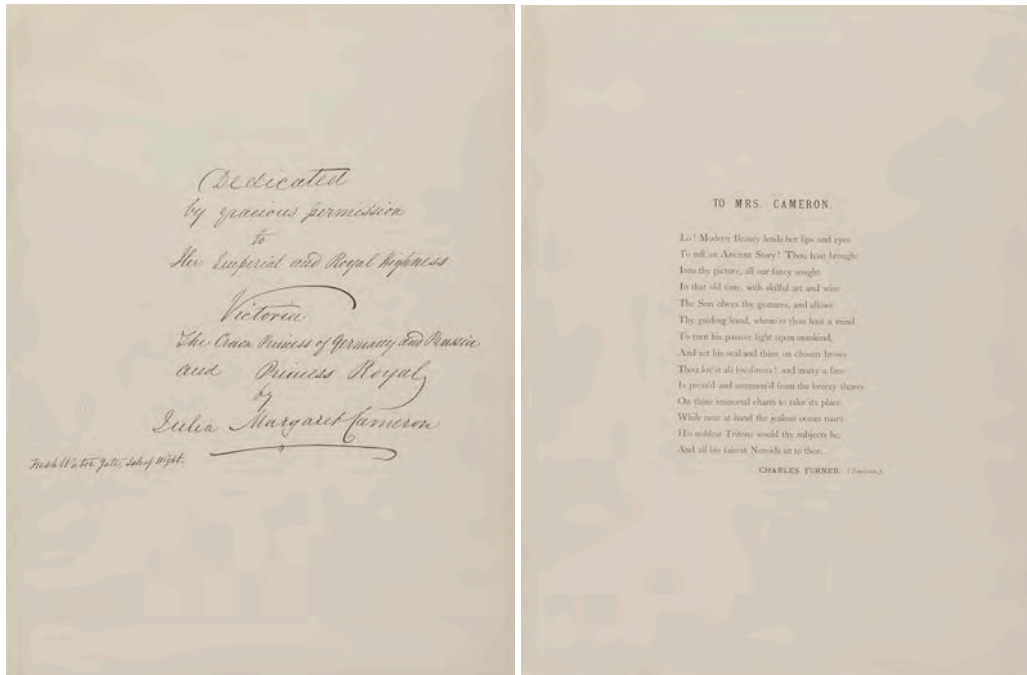 Dedicated
by gracious permission
to
Her Imperial and Royal Highness
Victoria
The Crown Princess of Germany and Prussia
and Princess Royal
by
Julia Margaret Cameron
Fresh Water Gate, Isle of Wight.
TO MRS. CAMERON.
Lo! Modern Beauty lends her lips and eyes
To tell an Ancient Story! Thou hast brought
Into thy picture, all our fancy sought
In that old time, with skilful art and wise
The Sun obeys thy gestures, and allows
Thy guiding hand, whene'er thou hast a mind
To turn his passive light upon mankind,
And set his seal and thine on chosen brows
Thou lov'st all loveliness! and many a face
Is press'd and summon'd from the breezy shores
On thine immortal charts to take its place
While near at hand the jealous ocean roars
His noblest Tritons would thy subjects be,
And all his fairest Nereids sit to thee.
CHARLES TURNER.